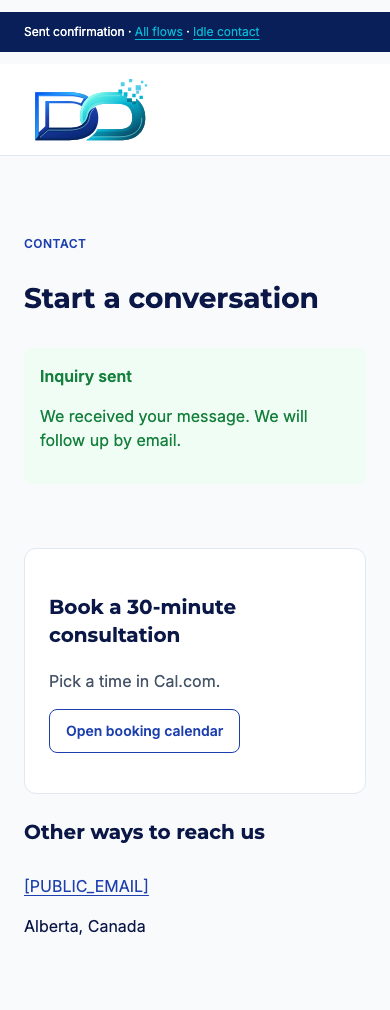 Sent confirmation · All flows · Idle contact
DO
CONTACT
Start a conversation
Inquiry sent
We received your message. We will
follow up by email.
Book a 30-minute
consultation
Pick a time in Cal.com.
Open booking calendar
Other ways to reach us
[PUBLIC_EMAIL]
Alberta, Canada